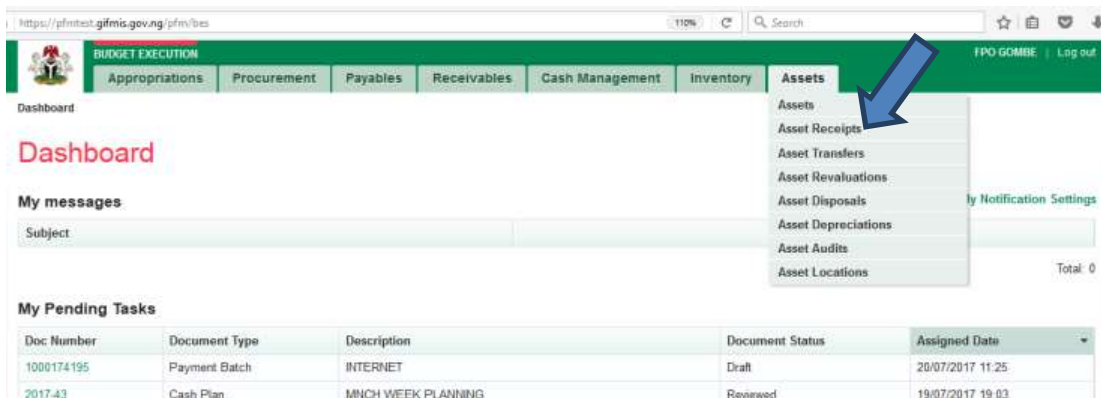 https://pfmtest.gifmis.gov.ng/pfm/bes 110% Search
BUDGET EXECUTION FPO GOMBE | Log out
Appropriations Procurement Payables Receivables Cash Management Inventory Assets
Dashboard
Assets
Asset Receipts
Asset Transfers
Asset Revaluations
Asset Disposals
Asset Depreciations
Asset Audits
Asset Locations
Dashboard
My messages
Notification Settings
Subject
Total: 0
My Pending Tasks
Doc Number Document Type Description Document Status Assigned Date
1000174195 Payment Batch INTERNET Draft 20/07/2017 11:25
2017-43 Cash Plan MNCH WEEK PLANNING Reviewed 19/07/2017 19:03